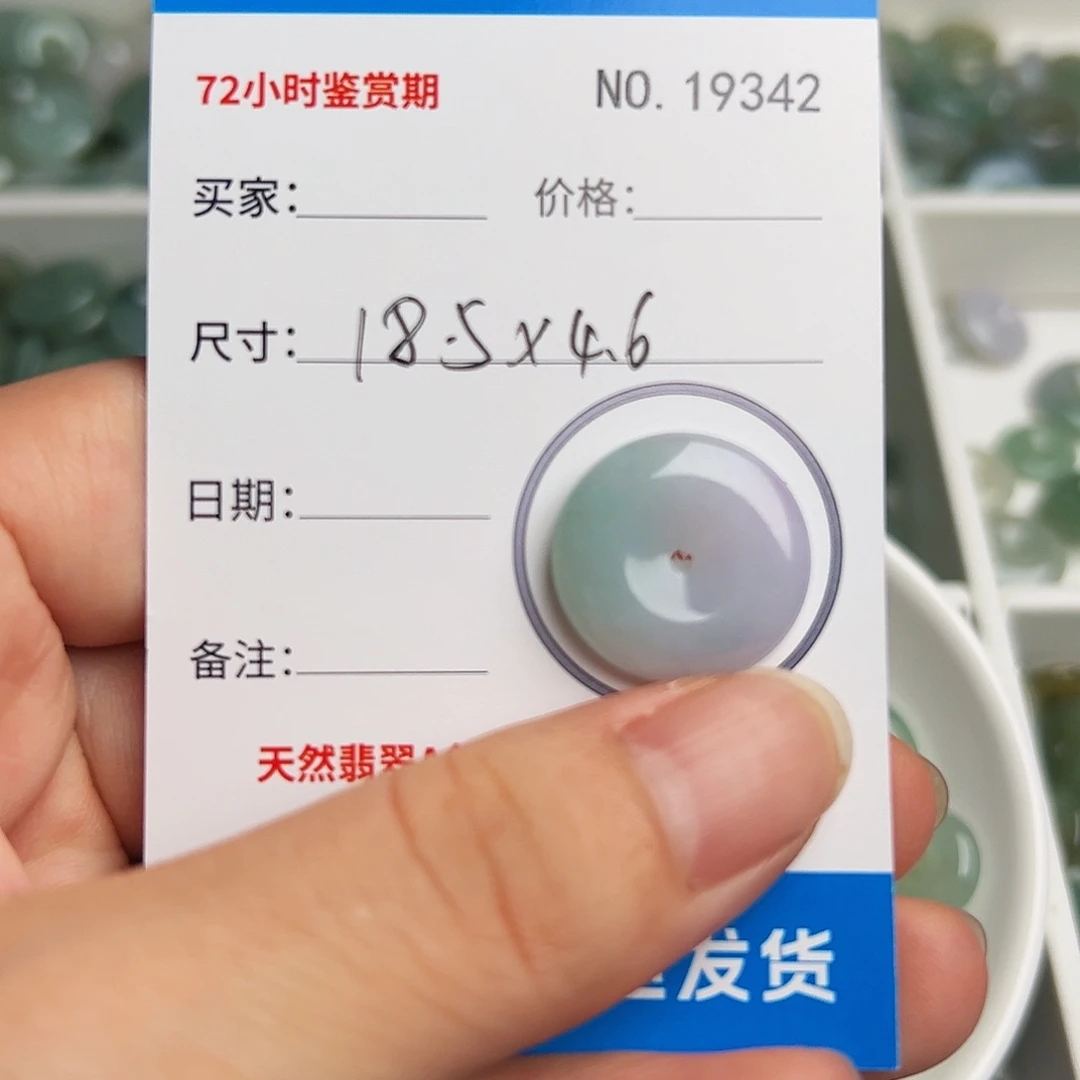 72小时鉴赏期 NO. 19342
买家： 价格：
尺寸：18.5x4.6
日期：
备注：
天然翡翠A
发货